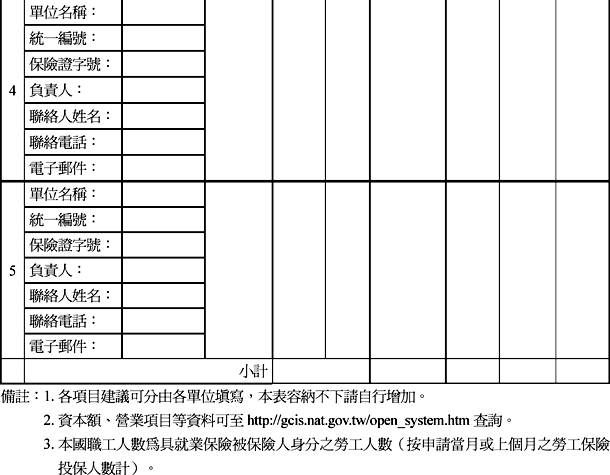 單位名稱：
統一編號：
保險證字號：
4
負責人：
聯絡人姓名：
聯絡電話：
電子郵件：
單位名稱：
統一編號：
保險證字號：
5
負責人：
聯絡人姓名：
聯絡電話：
電子郵件：
小計
備註：1. 各項目建議可分由各單位填寫，本表容納不下請自行增加。
2. 資本額、營業項目等資料可至 http://gcis.nat.gov.tw/open_system.htm 查詢。
3. 本國職工人數為具就業保險被保險人身分之勞工人數（按申請當月或上個月之勞工保險
投保人數計）。